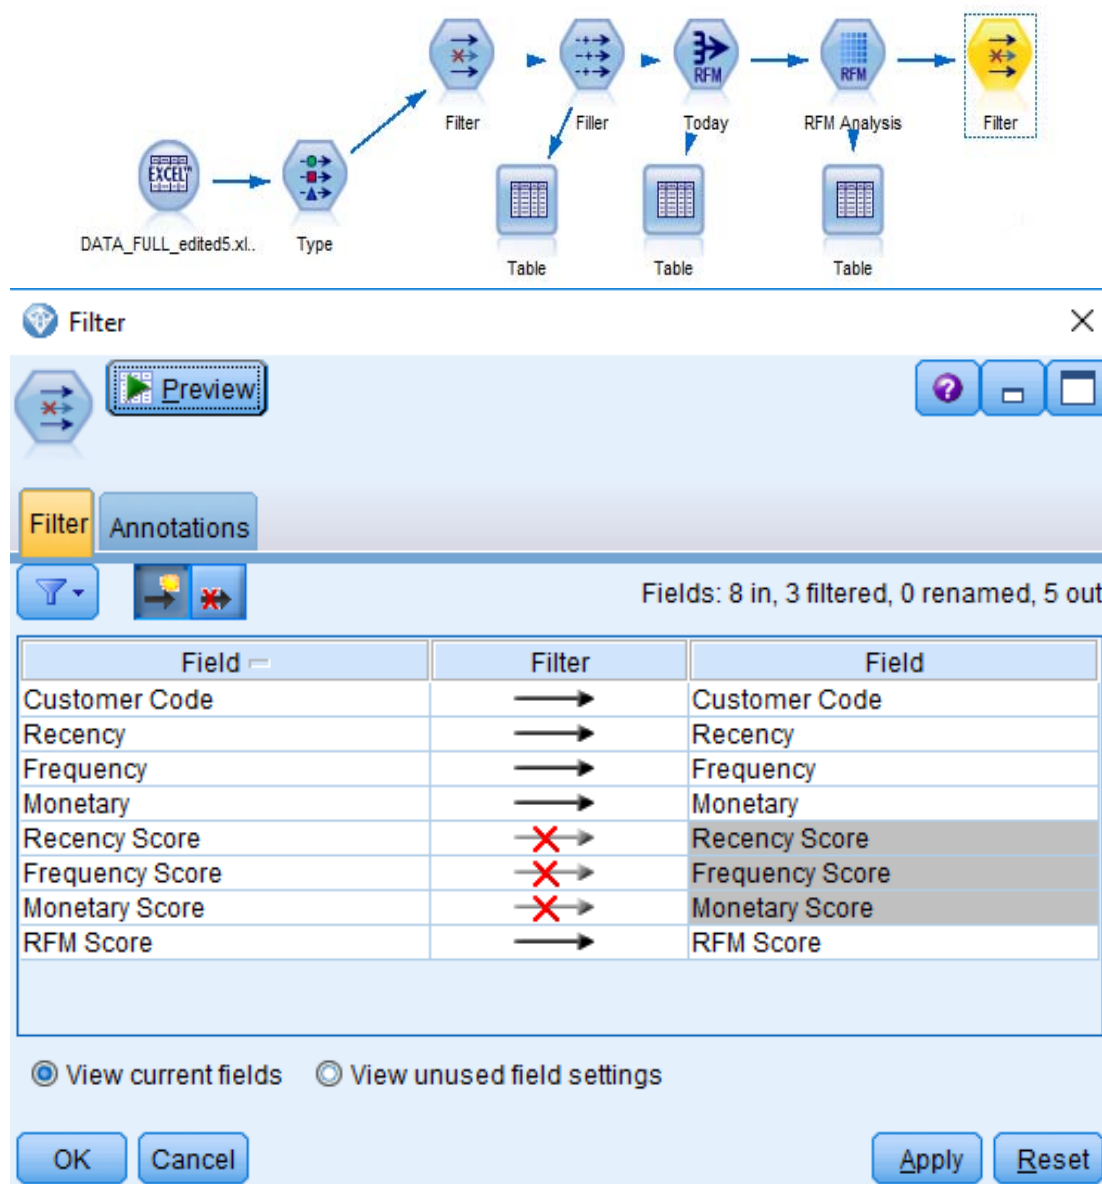 Filter
Filler
Today
RFM Analysis
Filter
RFM
RFM
EXCEL
DATA_FULL_edited5.xl..
Type
Table
Table
Table
Filter
Preview
?
Filter
Annotations
Fields: 8 in, 3 filtered, 0 renamed, 5 out
Field Filter Field
Customer Code Customer Code
Recency Recency
Frequency Frequency
Monetary Monetary
Recency Score Recency Score
Frequency Score Frequency Score
Monetary Score Monetary Score
RFM Score RFM Score
View current fields View unused field settings
OK Cancel Apply Reset